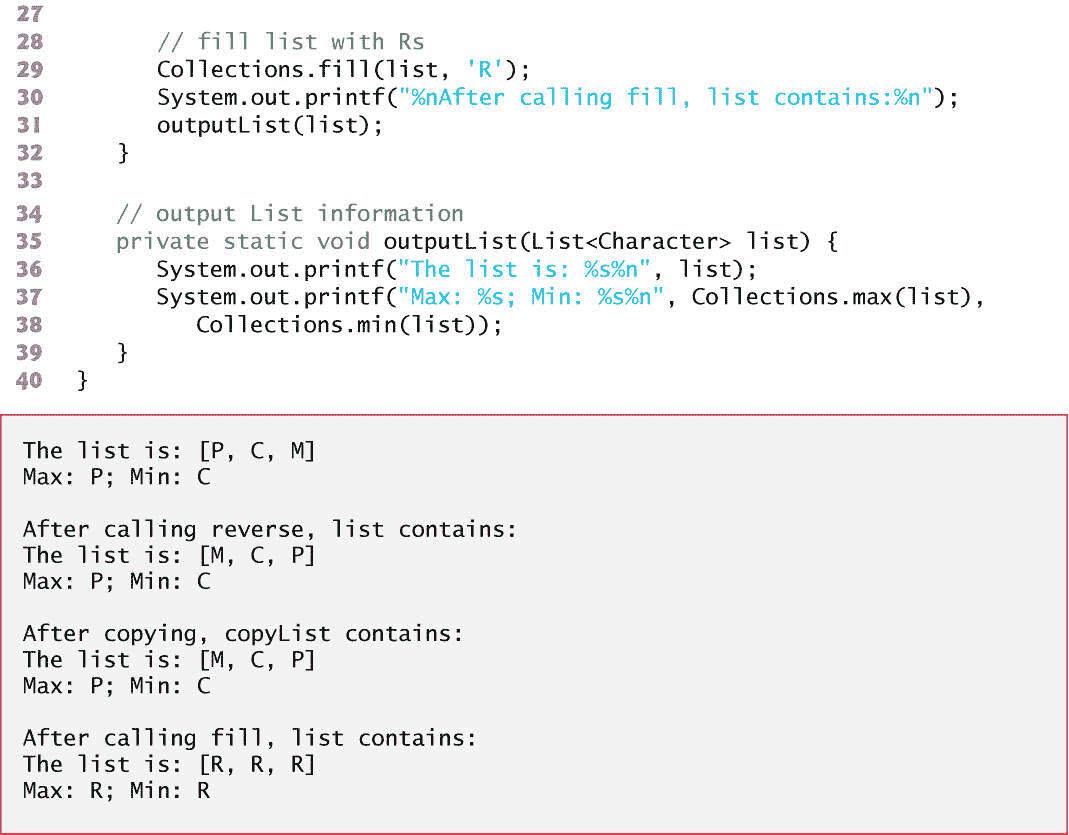 27
28 // fill list with Rs
29 Collections.fill(list, 'R');
30 System.out.printf("%nAfter calling fill, list contains:%n");
31 outputList(list);
32 }
33
34 // output List information
35 private static void outputList(List<Character> list) {
36 System.out.printf("The list is: %s%n", list);
37 System.out.printf("Max: %s; Min: %s%n", Collections.max(list),
38 Collections.min(list));
39 }
40 }
The list is: [P, C, M]
Max: P; Min: C
After calling reverse, list contains:
The list is: [M, C, P]
Max: P; Min: C
After copying, copyList contains:
The list is: [M, C, P]
Max: P; Min: C
After calling fill, list contains:
The list is: [R, R, R]
Max: R; Min: R